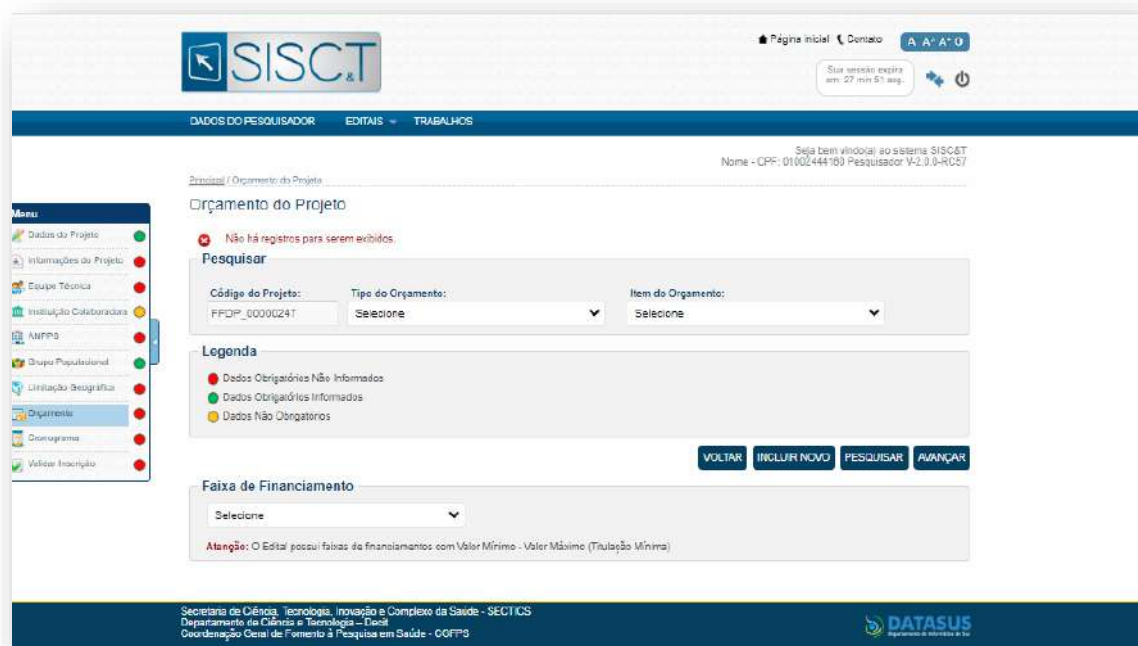 Página inicial Contato A A- A+ O
SISC&T
Sua sessão expira
em: 27 min 51 seg.
DADOS DO PESQUISADOR EDITAIS TRABALHOS
Seja bem vindo(a) ao sistema SISC&T
Nome - CPF: 01002444160 Pesquisador V-2.0.0-RC57
Principal / Orçamento do Projeto
Orçamento do Projeto
Menu
Dados do Projeto
Informações do Projeto
Equipe Técnica
Instituição Colaboradora
ANPPS
Grupo Populacional
Limitação Geográfica
Orçamento
Cronograma
Validar Inscrição
Não há registros para serem exibidos.
Pesquisar
Código do Projeto: Tipo do Orçamento: Item do Orçamento:
Selecione Selecione
Legenda
Dados Obrigatórios Não Informados
Dados Obrigatórios Informados
Dados Não Obrigatórios
VOLTAR INCLUIR NOVO PESQUISAR AVANÇAR
Faixa de Financiamento
Selecione
Atenção: O Edital possui faixas de financiamentos com Valor Mínimo - Valor Máximo (Titulação Mínima)
Secretaria de Ciência, Tecnologia, Inovação e Complexo da Saúde - SECTICS
Departamento de Ciência e Tecnologia – Decit
Coordenação Geral de Fomento à Pesquisa em Saúde - CGFPS
DATASUS
Departamento de Informática do Sus